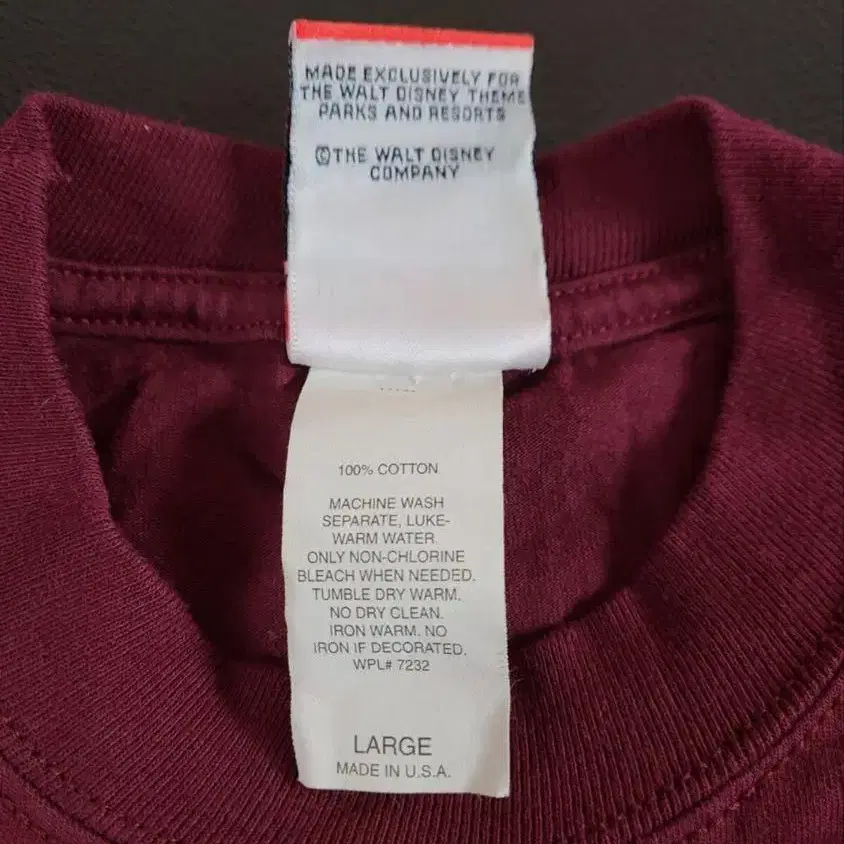 MADE EXCLUSIVELY FOR
THE WALT DISNEY THEME
PARKS AND RESORTS
©THE WALT DISNEY
COMPANY
100% COTTON
MACHINE WASH
SEPARATE, LUKE-
WARM WATER
ONLY NON-CHLORINE
BLEACH WHEN NEEDED.
TUMBLE DRY WARM.
NO DRY CLEAN.
IRON WARM. NO
IRON IF DECORATED.
WPL# 7232
LARGE
MADE IN U.S.A.